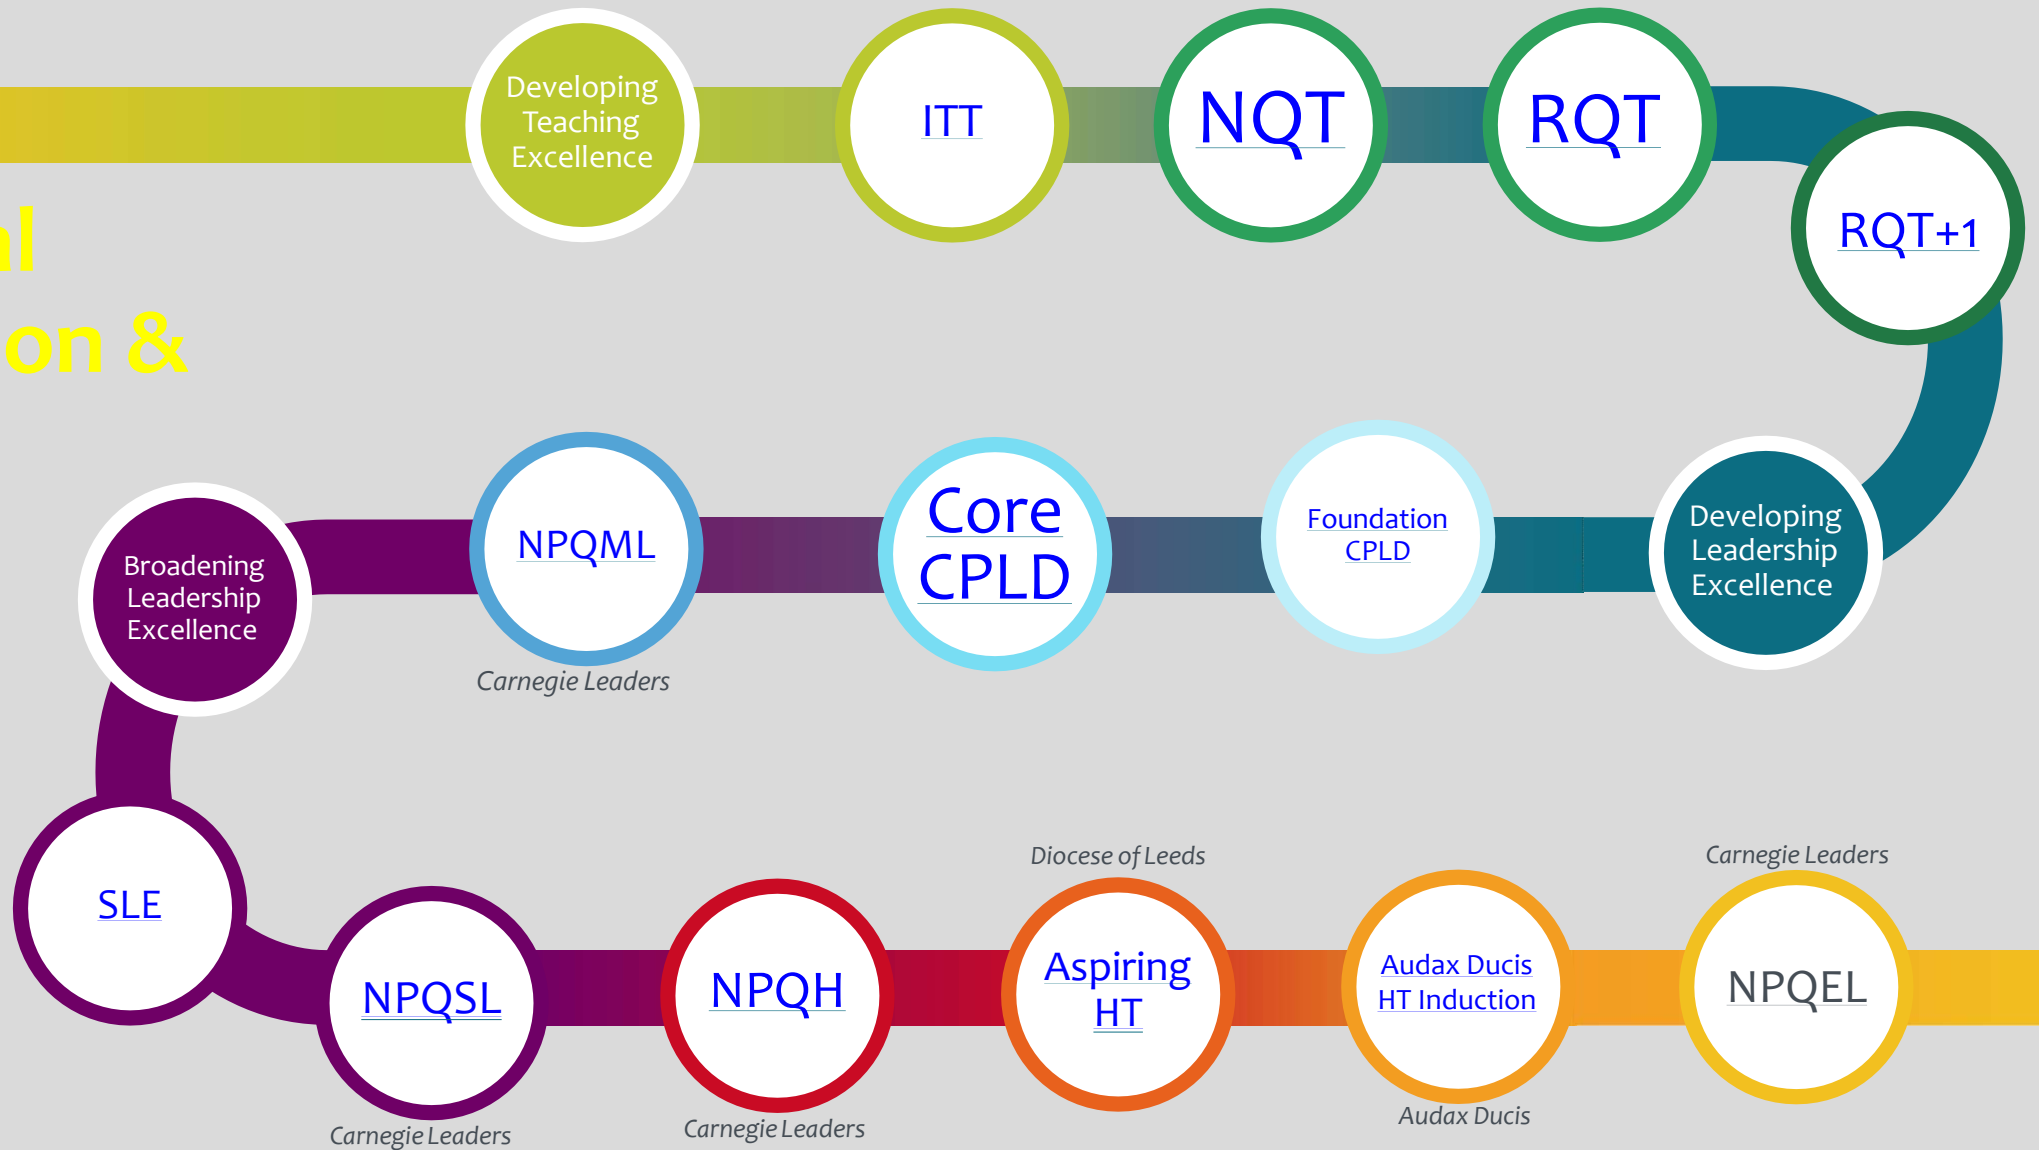 Developing
Teaching
Excellence
ITT
NQT
RQT
RQT+1
al
on &
Developing
Leadership
Excellence
Foundation
CPLD
Core
CPLD
NPQML
Carnegie Leaders
Broadening
Leadership
Excellence
SLE
NPQSL
Carnegie Leaders
NPQH
Carnegie Leaders
Diocese of Leeds
Aspiring
HT
Audax Ducis
HT Induction
Audax Ducis
Carnegie Leaders
NPQEL